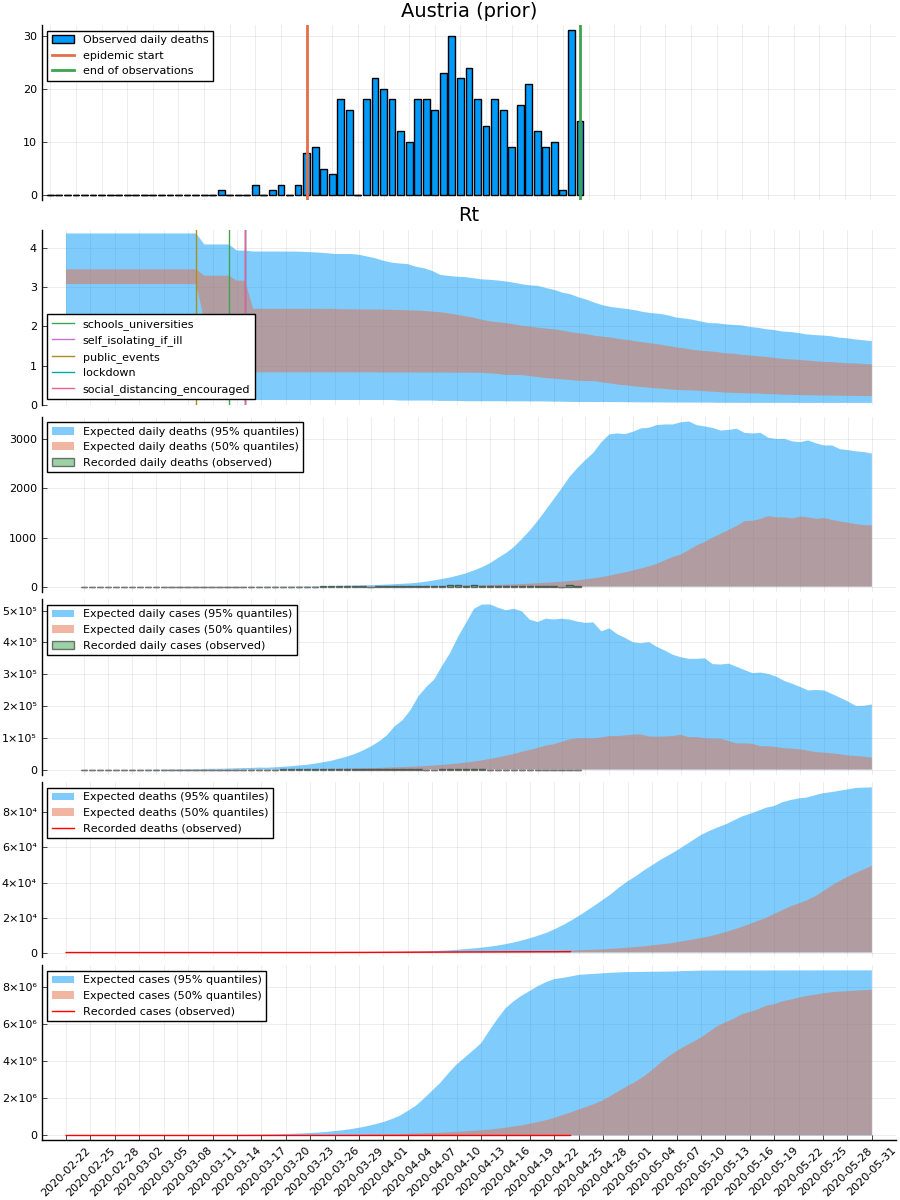 Austria (prior)
30
20
10
0
Observed daily deaths
epidemic start
end of observations
Rt
4
3
2
1
0
schools_universities
self_isolating_if_ill
public_events
lockdown
social_distancing_encouraged
3000
2000
1000
0
Expected daily deaths (95% quantiles)
Expected daily deaths (50% quantiles)
Recorded daily deaths (observed)
5×10⁵
4×10⁵
3×10⁵
2×10⁵
1×10⁵
0
Expected daily cases (95% quantiles)
Expected daily cases (50% quantiles)
Recorded daily cases (observed)
8×10⁴
6×10⁴
4×10⁴
2×10⁴
0
Expected deaths (95% quantiles)
Expected deaths (50% quantiles)
Recorded deaths (observed)
8×10⁶
6×10⁶
4×10⁶
2×10⁶
0
Expected cases (95% quantiles)
Expected cases (50% quantiles)
Recorded cases (observed)
2020-02-22
2020-02-25
2020-02-28
2020-03-02
2020-03-05
2020-03-08
2020-03-11
2020-03-14
2020-03-17
2020-03-20
2020-03-23
2020-03-26
2020-03-29
2020-04-01
2020-04-04
2020-04-07
2020-04-10
2020-04-13
2020-04-16
2020-04-19
2020-04-22
2020-04-25
2020-04-28
2020-05-01
2020-05-04
2020-05-07
2020-05-10
2020-05-13
2020-05-16
2020-05-19
2020-05-22
2020-05-25
2020-05-28
2020-05-31